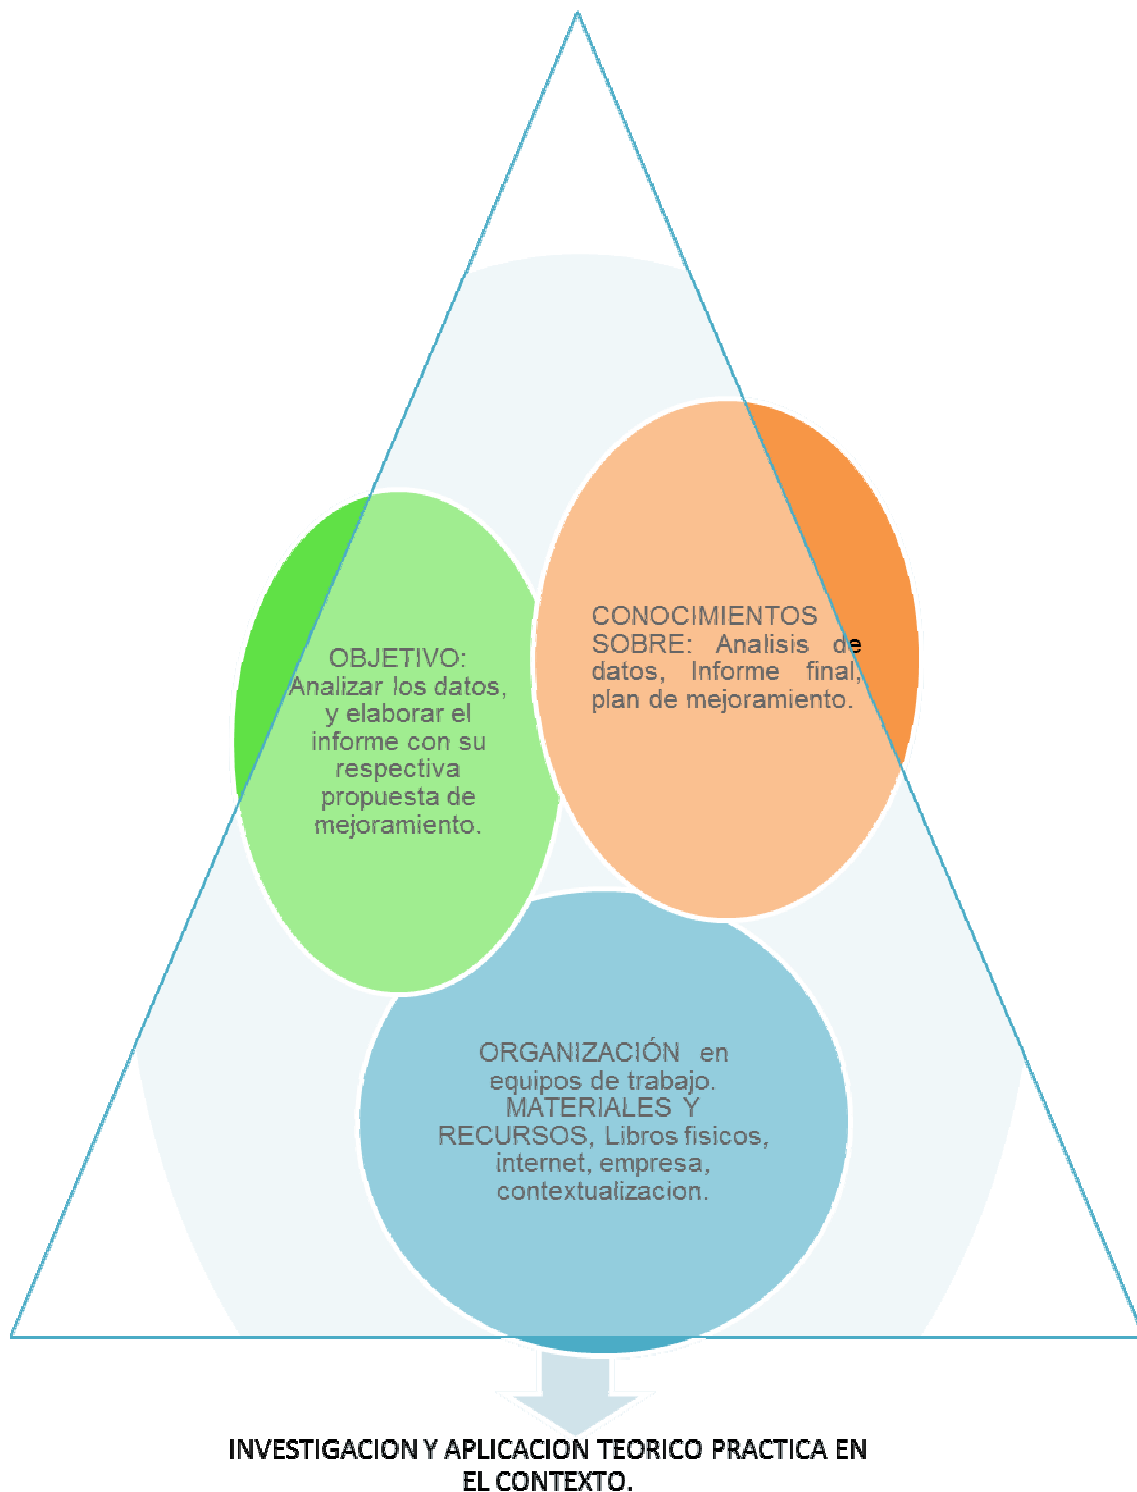 OBJETIVO:
Analizar los datos,
y elaborar el
informe con su
respectiva
propuesta de
mejoramiento.
CONOCIMIENTOS
SOBRE: Analisis de
datos, Informe final,
plan de mejoramiento.
ORGANIZACIÓN en
equipos de trabajo.
MATERIALES Y
RECURSOS, Libros fisicos,
internet, empresa,
contextualizacion.
INVESTIGACION Y APLICACION TEORICO PRACTICA EN
EL CONTEXTO.